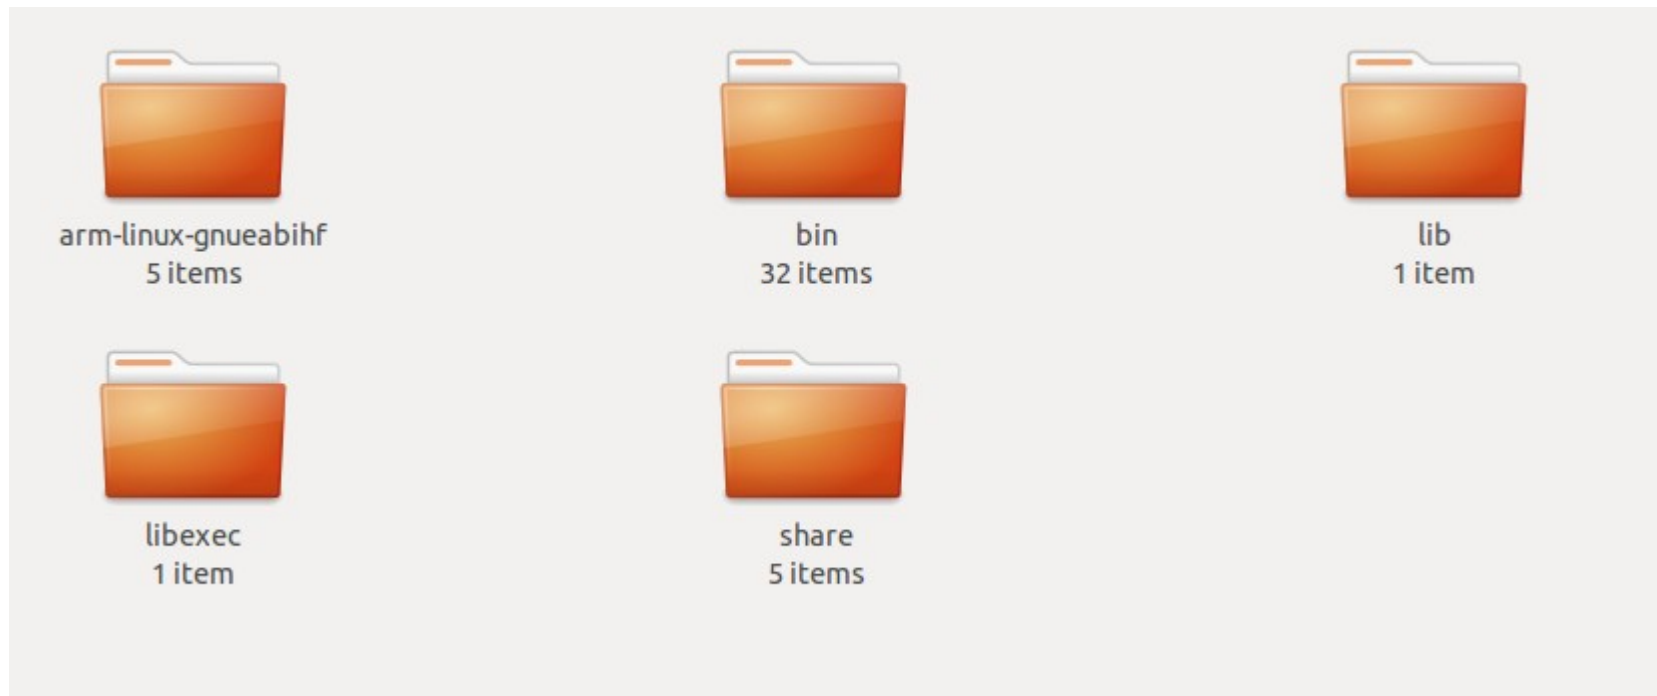 arm-linux-gnueabihf
5 items
bin
32 items
lib
1 item
libexec
1 item
share
5 items